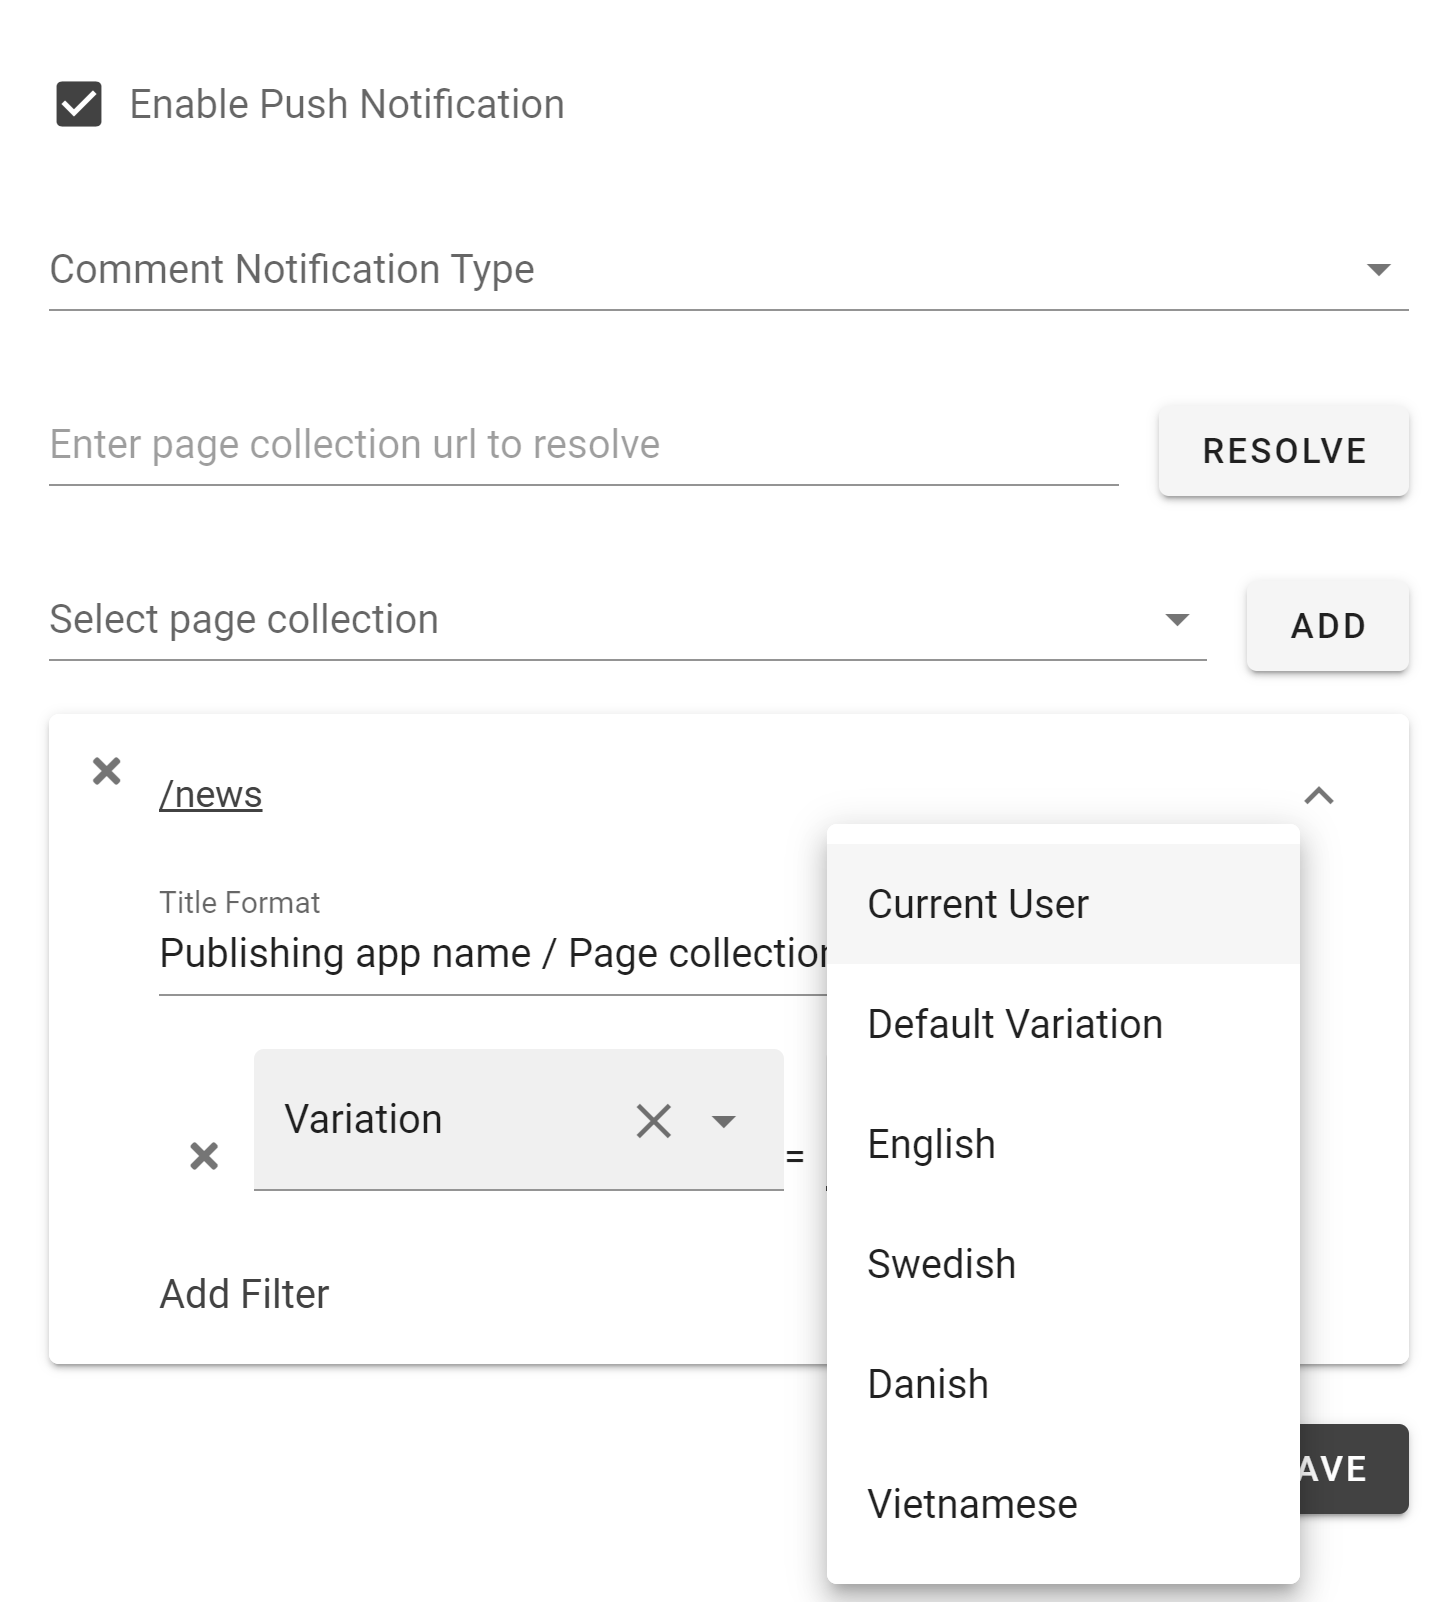 Enable Push Notification
Comment Notification Type
Enter page collection url to resolve
RESOLVE
Select page collection
ADD
/news
Title Format
Publishing app name / Page collection
Variation
=
Add Filter
Current User
Default Variation
English
Swedish
Danish
Vietnamese
AVE